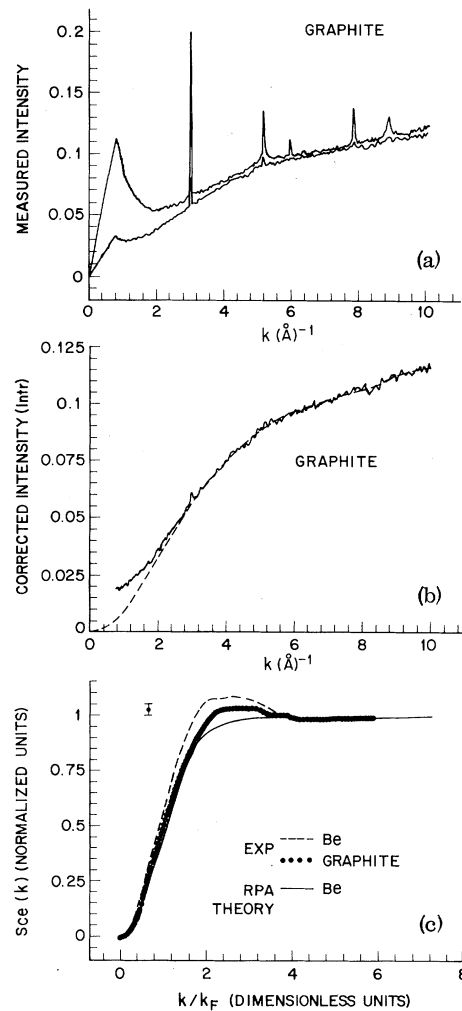 GRAPHITE
MEASURED INTENSITY
0.2
0.15
0.1
0.05
0
(a)
0 2 4 6 8 10
k (Å)⁻¹
CORRECTED INTENSITY (Intr)
0.125
0.1
0.075
0.05
0.025
0
GRAPHITE
(b)
0 2 4 6 8 10
k (Å)⁻¹
Sce (k) (NORMALIZED UNITS)
1
0.75
0.5
0.25
0
EXP
Be
GRAPHITE
RPA THEORY
Be
(c)
0 2 4 6 8
k/kF (DIMENSIONLESS UNITS)